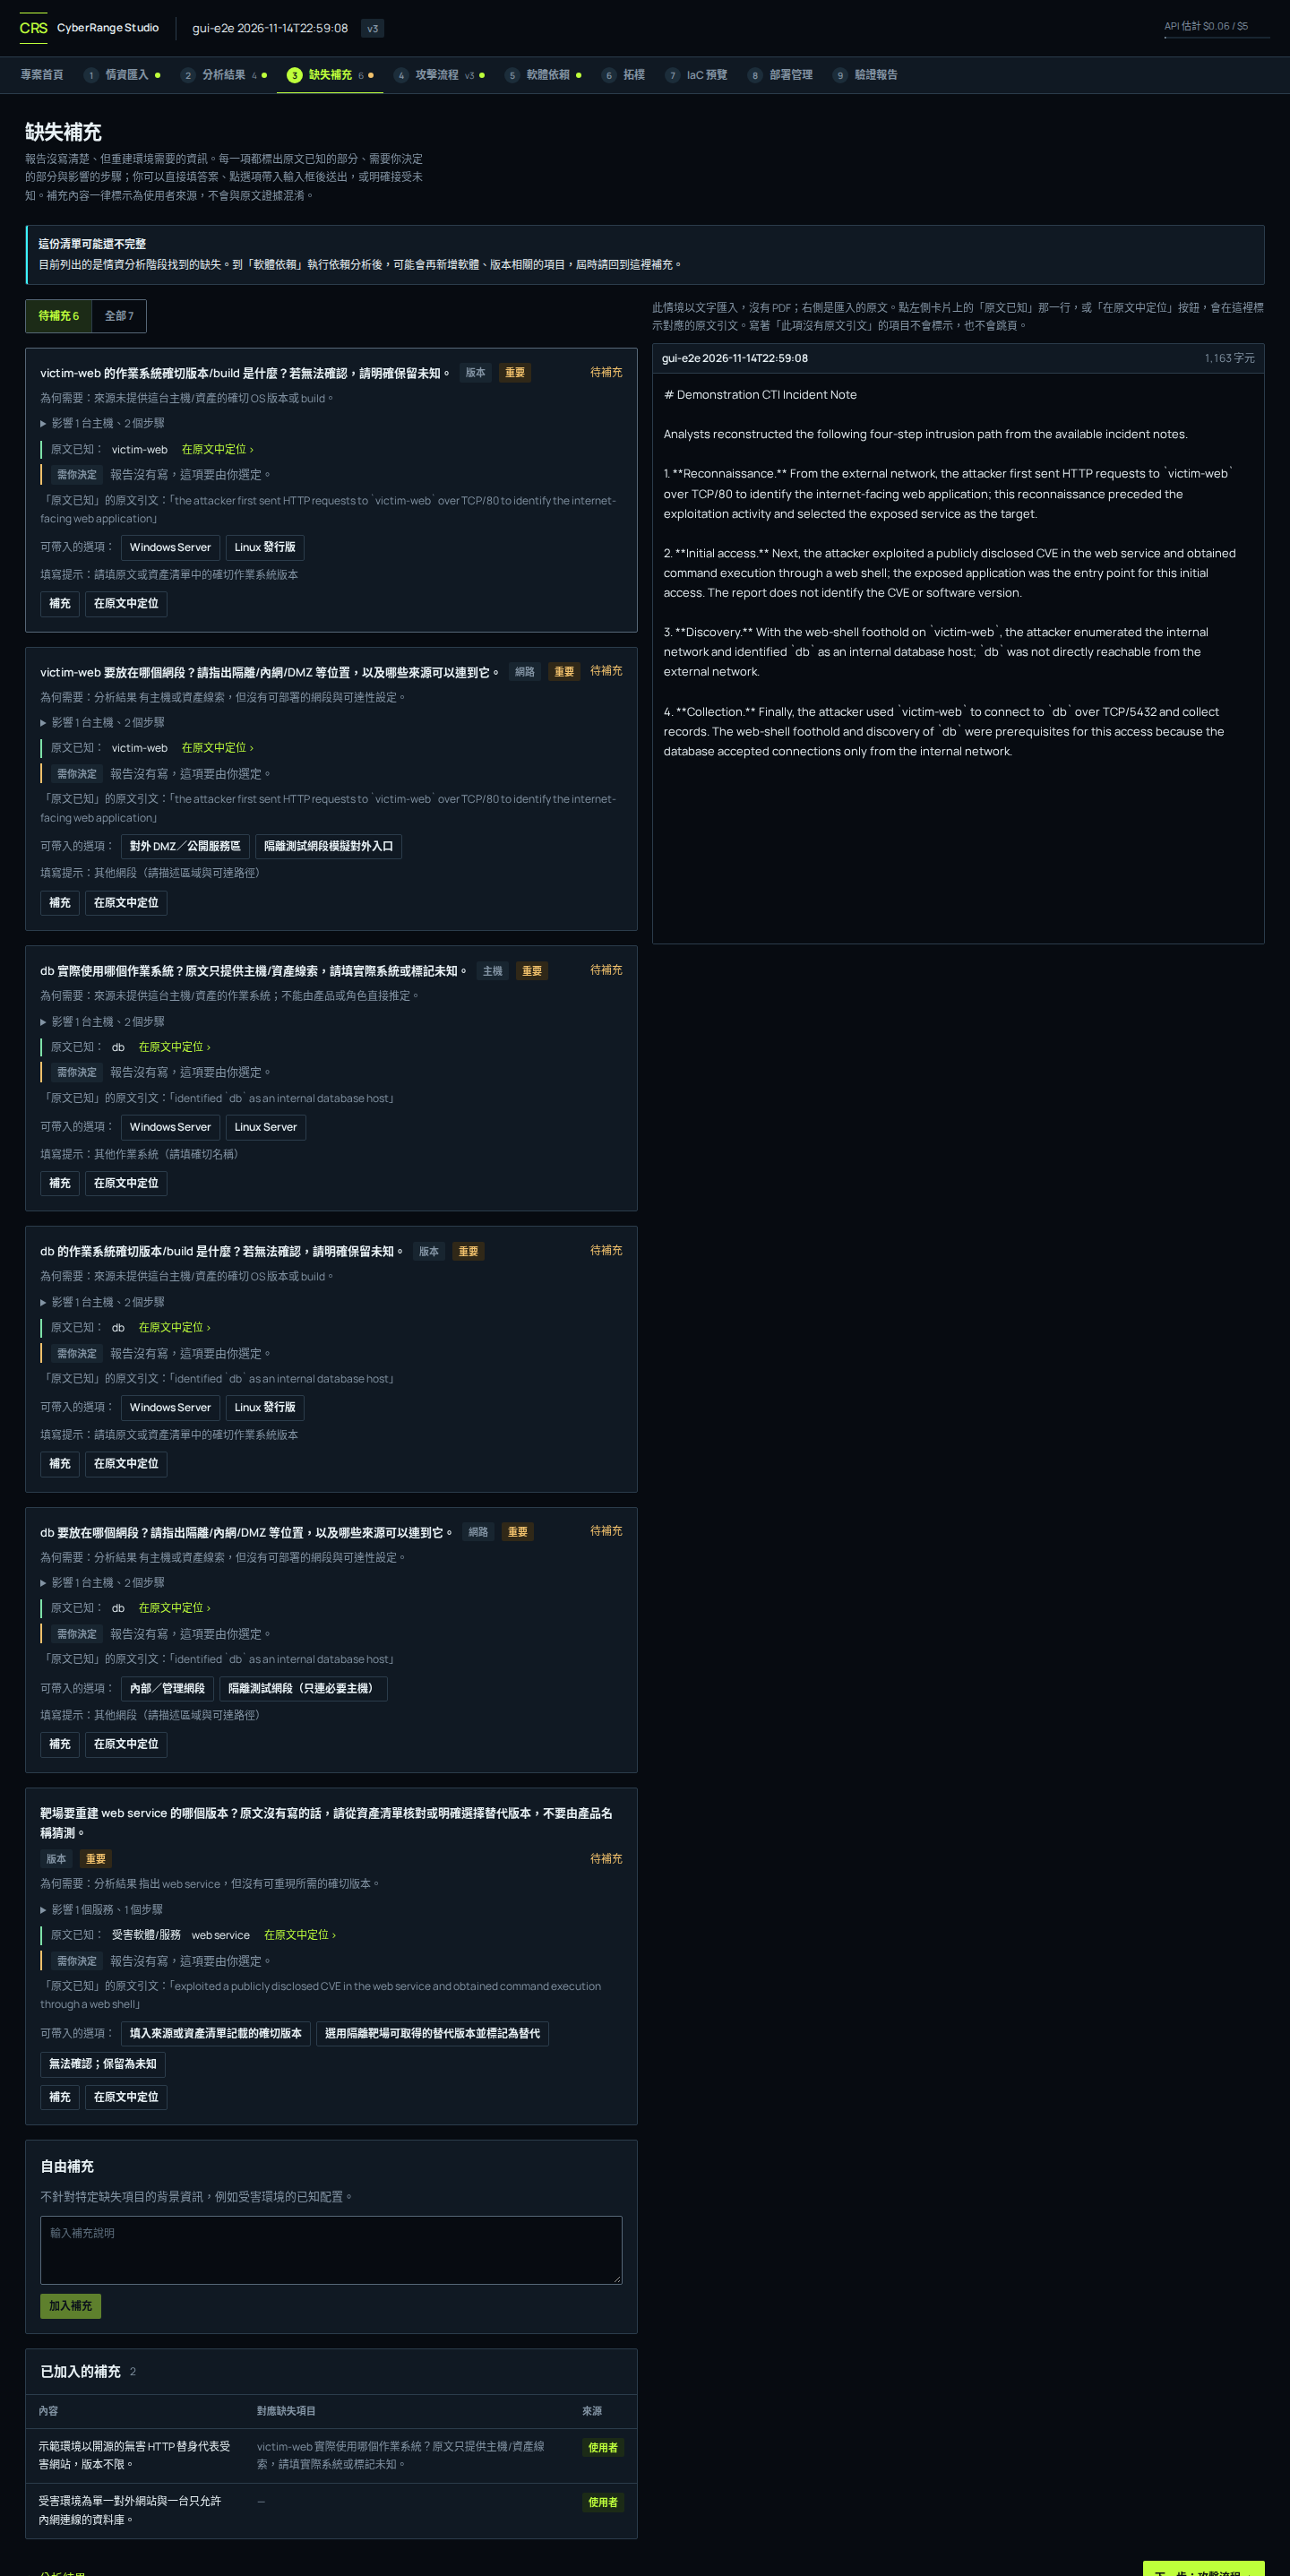 CRS CyberRange Studio gui-e2e 2026-11-14T22:59:08 v3 API 估計 $0.06 / $5
專案首頁 1 情資匯入 2 分析結果 4 3 缺失補充 6 4 攻擊流程 v3 5 軟體依賴 6 拓樸 7 IaC 預覽 8 部署管理 9 驗證報告
缺失補充
報告沒寫清楚、但重建環境需要的資訊。每一項都標出原文已知的部分、需要你決定
的部分與影響的步驟；你可以直接填答案、點選項帶入輸入框後送出，或明確接受未
知。補充內容一律標示為使用者來源，不會與原文證據混淆。
這份清單可能還不完整
目前列出的是情資分析階段找到的缺失。到「軟體依賴」執行依賴分析後，可能會再新增軟體、版本相關的項目，屆時請回到這裡補充。
待補充 6 全部 7
victim-web 的作業系統確切版本/build 是什麼？若無法確認，請明確保留未知。 版本 重要 待補充
為何需要：來源未提供這台主機/資產的確切 OS 版本或 build。
▶ 影響 1 台主機、2 個步驟
原文已知： victim-web 在原文中定位 ›
需你決定 報告沒有寫，這項要由你選定。
「原文已知」的原文引文：「the attacker first sent HTTP requests to `victim-web` over TCP/80 to identify the internet-
facing web application」
可帶入的選項： Windows Server Linux 發行版
填寫提示：請填原文或資產清單中的確切作業系統版本
補充 在原文中定位
victim-web 要放在哪個網段？請指出隔離/內網/DMZ 等位置，以及哪些來源可以連到它。 網路 重要 待補充
為何需要：分析結果 有主機或資產線索，但沒有可部署的網段與可達性設定。
▶ 影響 1 台主機、2 個步驟
原文已知： victim-web 在原文中定位 ›
需你決定 報告沒有寫，這項要由你選定。
「原文已知」的原文引文：「the attacker first sent HTTP requests to `victim-web` over TCP/80 to identify the internet-
facing web application」
可帶入的選項： 對外 DMZ／公開服務區 隔離測試網段模擬對外入口
填寫提示：其他網段（請描述區域與可達路徑）
補充 在原文中定位
db 實際使用哪個作業系統？原文只提供主機/資產線索，請填實際系統或標記未知。 主機 重要 待補充
為何需要：來源未提供這台主機/資產的作業系統；不能由產品或角色直接推定。
▶ 影響 1 台主機、2 個步驟
原文已知： db 在原文中定位 ›
需你決定 報告沒有寫，這項要由你選定。
「原文已知」的原文引文：「identified `db` as an internal database host」
可帶入的選項： Windows Server Linux Server
填寫提示：其他作業系統（請填確切名稱）
補充 在原文中定位
db 的作業系統確切版本/build 是什麼？若無法確認，請明確保留未知。 版本 重要 待補充
為何需要：來源未提供這台主機/資產的確切 OS 版本或 build。
▶ 影響 1 台主機、2 個步驟
原文已知： db 在原文中定位 ›
需你決定 報告沒有寫，這項要由你選定。
「原文已知」的原文引文：「identified `db` as an internal database host」
可帶入的選項： Windows Server Linux 發行版
填寫提示：請填原文或資產清單中的確切作業系統版本
補充 在原文中定位
db 要放在哪個網段？請指出隔離/內網/DMZ 等位置，以及哪些來源可以連到它。 網路 重要 待補充
為何需要：分析結果 有主機或資產線索，但沒有可部署的網段與可達性設定。
▶ 影響 1 台主機、2 個步驟
原文已知： db 在原文中定位 ›
需你決定 報告沒有寫，這項要由你選定。
「原文已知」的原文引文：「identified `db` as an internal database host」
可帶入的選項： 內部／管理網段 隔離測試網段（只連必要主機）
填寫提示：其他網段（請描述區域與可達路徑）
補充 在原文中定位
靶場要重建 web service 的哪個版本？原文沒有寫的話，請從資產清單核對或明確選擇替代版本，不要由產品名
稱猜測。
版本 重要 待補充
為何需要：分析結果 指出 web service，但沒有可重現所需的確切版本。
▶ 影響 1 個服務、1 個步驟
原文已知： 受害軟體/服務 web service 在原文中定位 ›
需你決定 報告沒有寫，這項要由你選定。
「原文已知」的原文引文：「exploited a publicly disclosed CVE in the web service and obtained command execution
through a web shell」
可帶入的選項： 填入來源或資產清單記載的確切版本 選用隔離靶場可取得的替代版本並標記為替代
無法確認；保留為未知
補充 在原文中定位
自由補充
不針對特定缺失項目的背景資訊，例如受害環境的已知配置。
輸入補充說明
加入補充
已加入的補充 2
內容 對應缺失項目 來源
示範環境以開源的無害 HTTP 替身代表受
害網站，版本不限。
victim-web 實際使用哪個作業系統？原文只提供主機/資產線
索，請填實際系統或標記未知。
使用者
受害環境為單一對外網站與一台只允許
內網連線的資料庫。
—
使用者
此情境以文字匯入，沒有 PDF；右側是匯入的原文。點左側卡片上的「原文已知」那一行，或「在原文中定位」按鈕，會在這裡標
示對應的原文引文。寫著「此項沒有原文引文」的項目不會標示，也不會跳頁。
gui-e2e 2026-11-14T22:59:08 1,163 字元
# Demonstration CTI Incident Note
Analysts reconstructed the following four-step intrusion path from the available incident notes.
1. **Reconnaissance.** From the external network, the attacker first sent HTTP requests to `victim-web`
over TCP/80 to identify the internet-facing web application; this reconnaissance preceded the
exploitation activity and selected the exposed service as the target.
2. **Initial access.** Next, the attacker exploited a publicly disclosed CVE in the web service and obtained
command execution through a web shell; the exposed application was the entry point for this initial
access. The report does not identify the CVE or software version.
3. **Discovery.** With the web-shell foothold on `victim-web`, the attacker enumerated the internal
network and identified `db` as an internal database host; `db` was not directly reachable from the
external network.
4. **Collection.** Finally, the attacker used `victim-web` to connect to `db` over TCP/5432 and collect
records. The web-shell foothold and discovery of `db` were prerequisites for this access because the
database accepted connections only from the internal network.